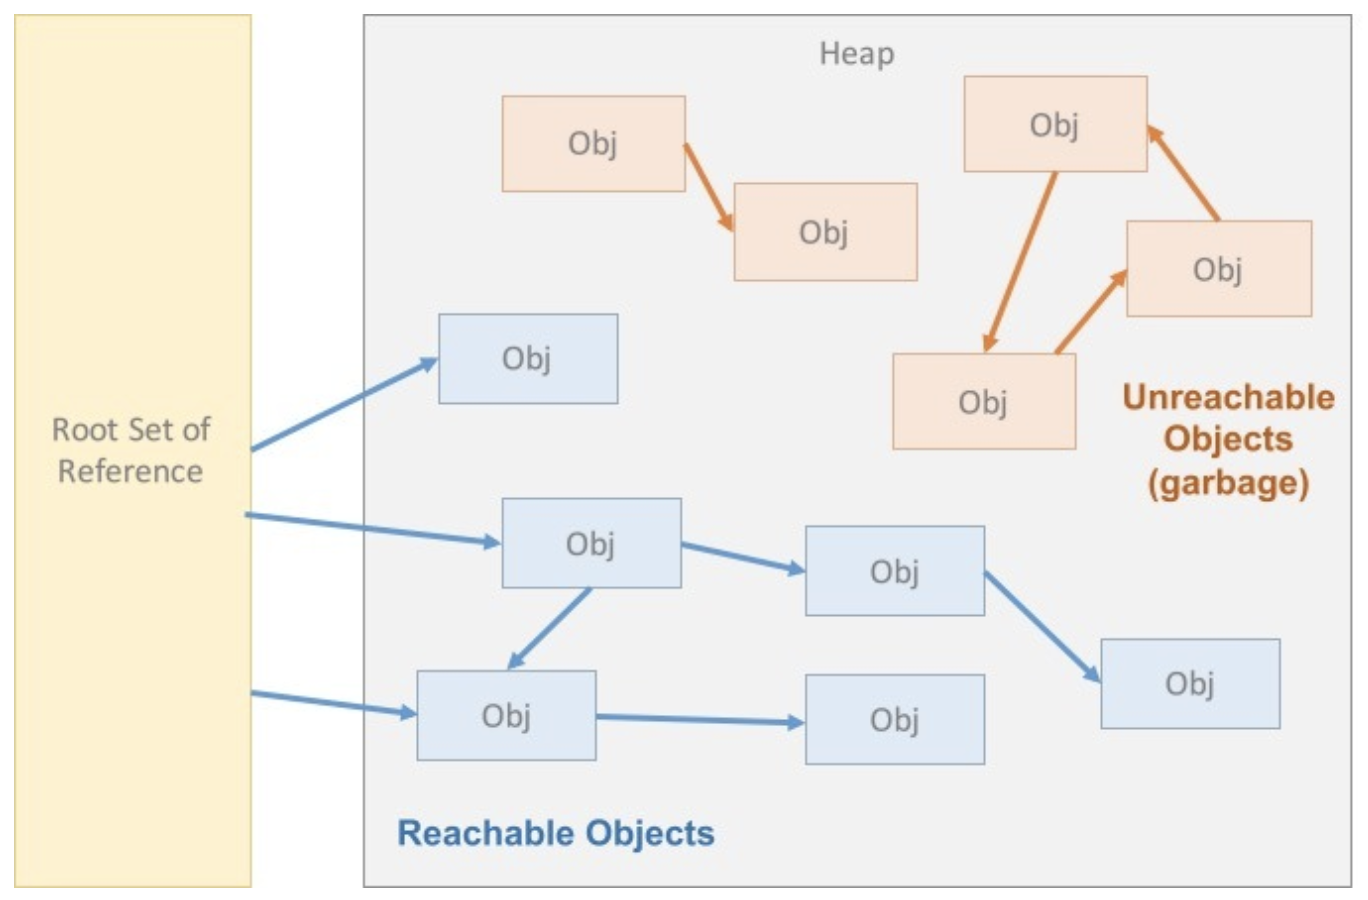 Heap
Obj
Obj
Obj
Obj
Obj
Unreachable
Objects
(garbage)
Root Set of
Reference
Obj
Obj
Obj
Obj
Obj
Obj
Reachable Objects